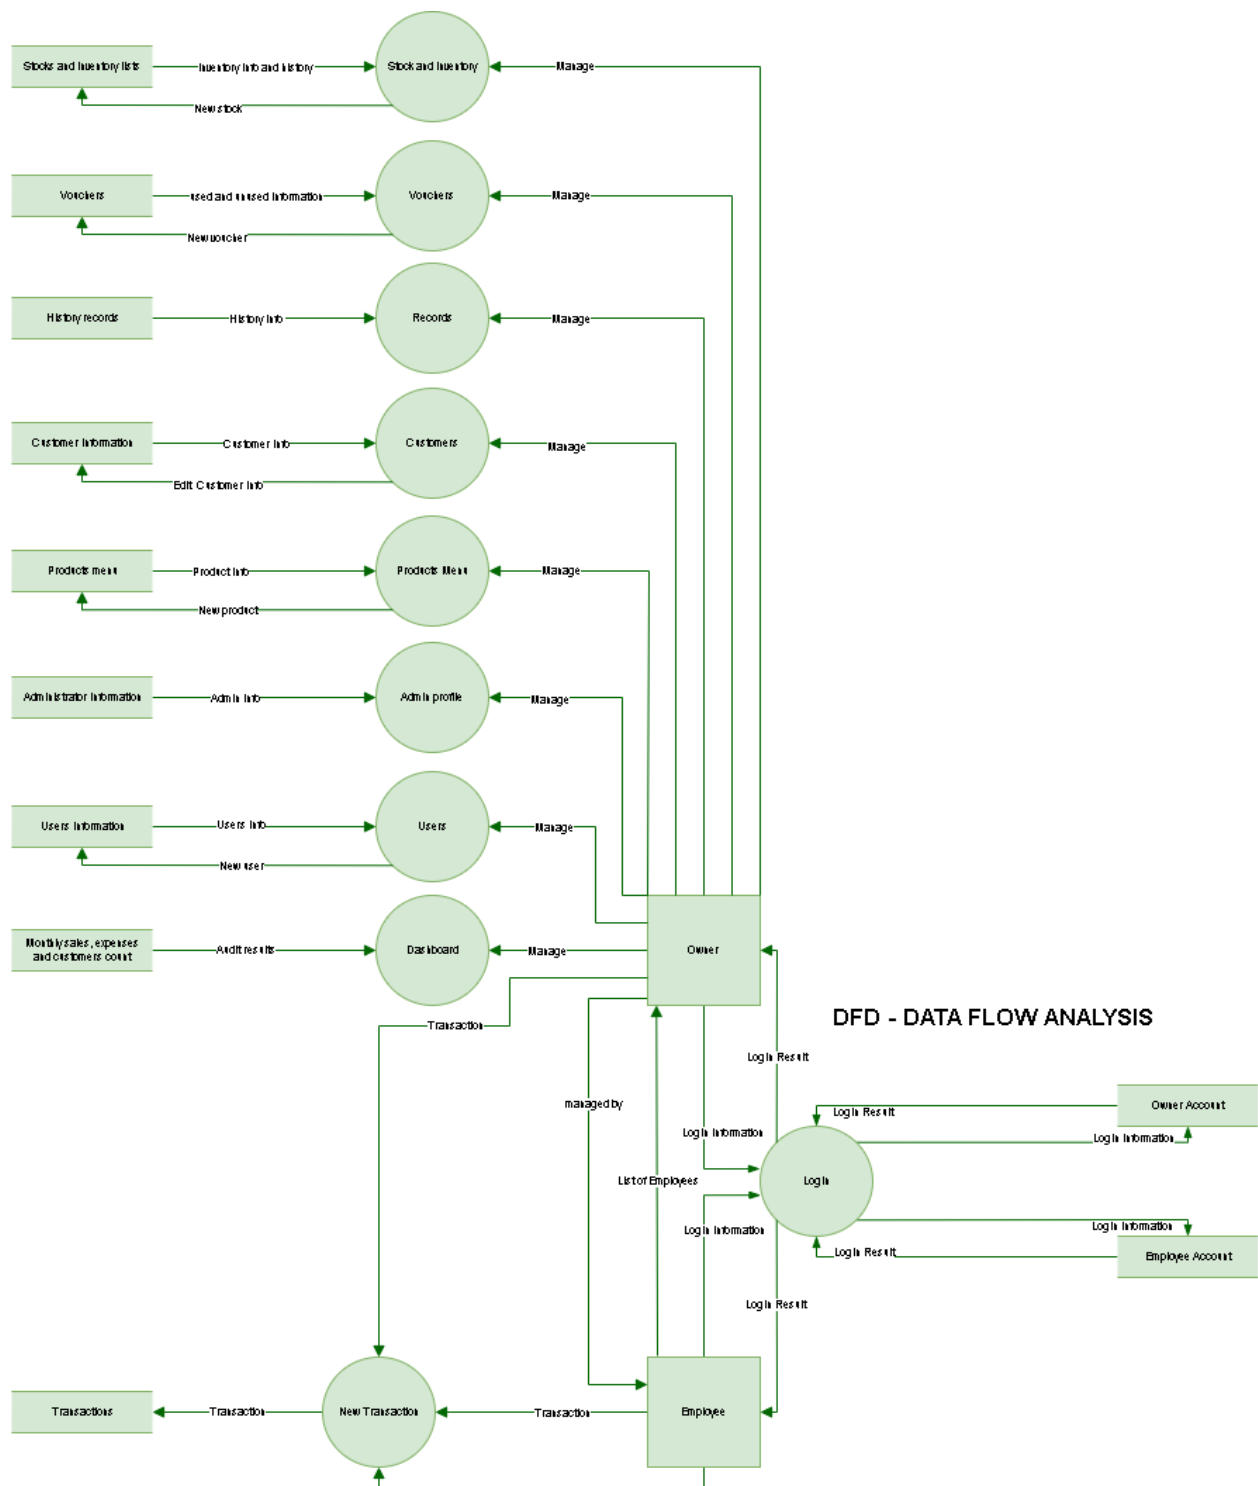 Stocks and Inventory lists
Inventory info and history
Stock and Inventory
Manage
New stock
Vouchers
used and unused information
Vouchers
Manage
New voucher
History records
History info
Records
Manage
Customer Information
Customer info
Customers
Manage
Edit Customer info
Products menu
Product info
Products Menu
Manage
New product
Administrator information
Admin info
Admin profile
Manage
Users information
Users info
Users
Manage
New user
Monthly sales, expenses
and customers count
Audit results
Dashboard
Manage
Owner
Transaction
DFD - DATA FLOW ANALYSIS
Login Result
managed by
Login Result
Owner Account
Login Information
Login Information
List of Employees
Login
Login Information
Login Information
Login Result
Employee Account
Login Result
Transactions
Transaction
New Transaction
Transaction
Employee